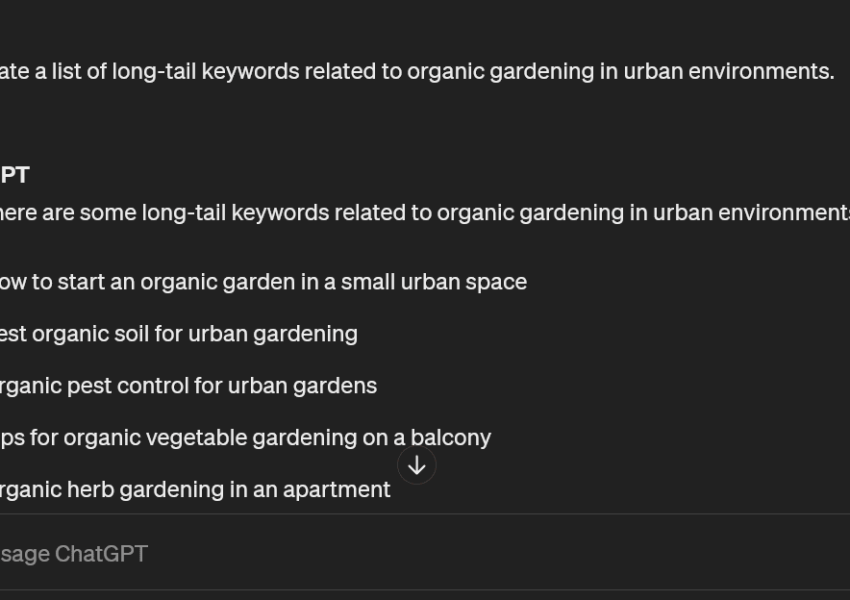 ate a list of long-tail keywords related to organic gardening in urban environments.
PT
here are some long-tail keywords related to organic gardening in urban environments
ow to start an organic garden in a small urban space
est organic soil for urban gardening
rganic pest control for urban gardens
ps for organic vegetable gardening on a balcony
rganic herb gardening in an apartment
sage ChatGPT